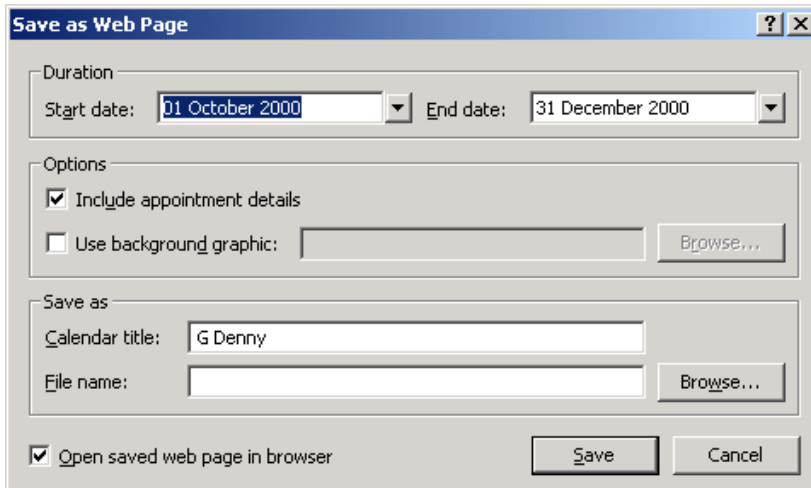 Save as Web Page
Duration
Start date: 01 October 2000 End date: 31 December 2000
Options
Include appointment details
Use background graphic: Browse...
Save as
Calendar title: G Denny
File name: Browse...
Open saved web page in browser Save Cancel